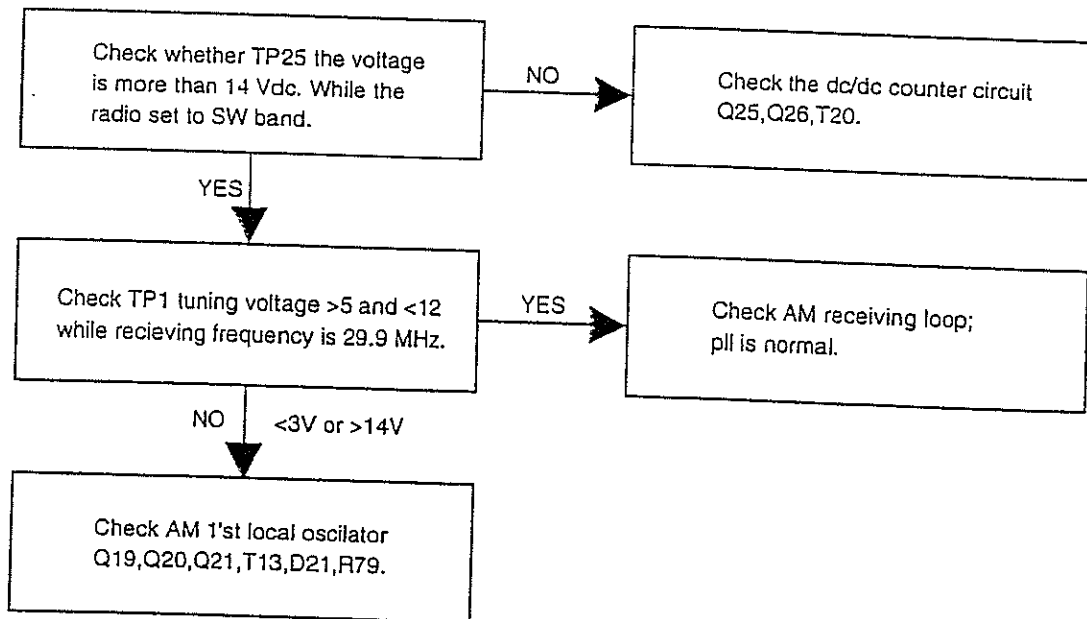 Check whether TP25 the voltage
is more than 14 Vdc. While the
radio set to SW band.
NO
Check the dc/dc counter circuit
Q25,Q26,T20.
YES
Check TP1 tuning voltage >5 and <12
while recieving frequency is 29.9 MHz.
YES
Check AM receiving loop;
pll is normal.
NO
<3V or >14V
Check AM 1'st local oscilator
Q19,Q20,Q21,T13,D21,R79.